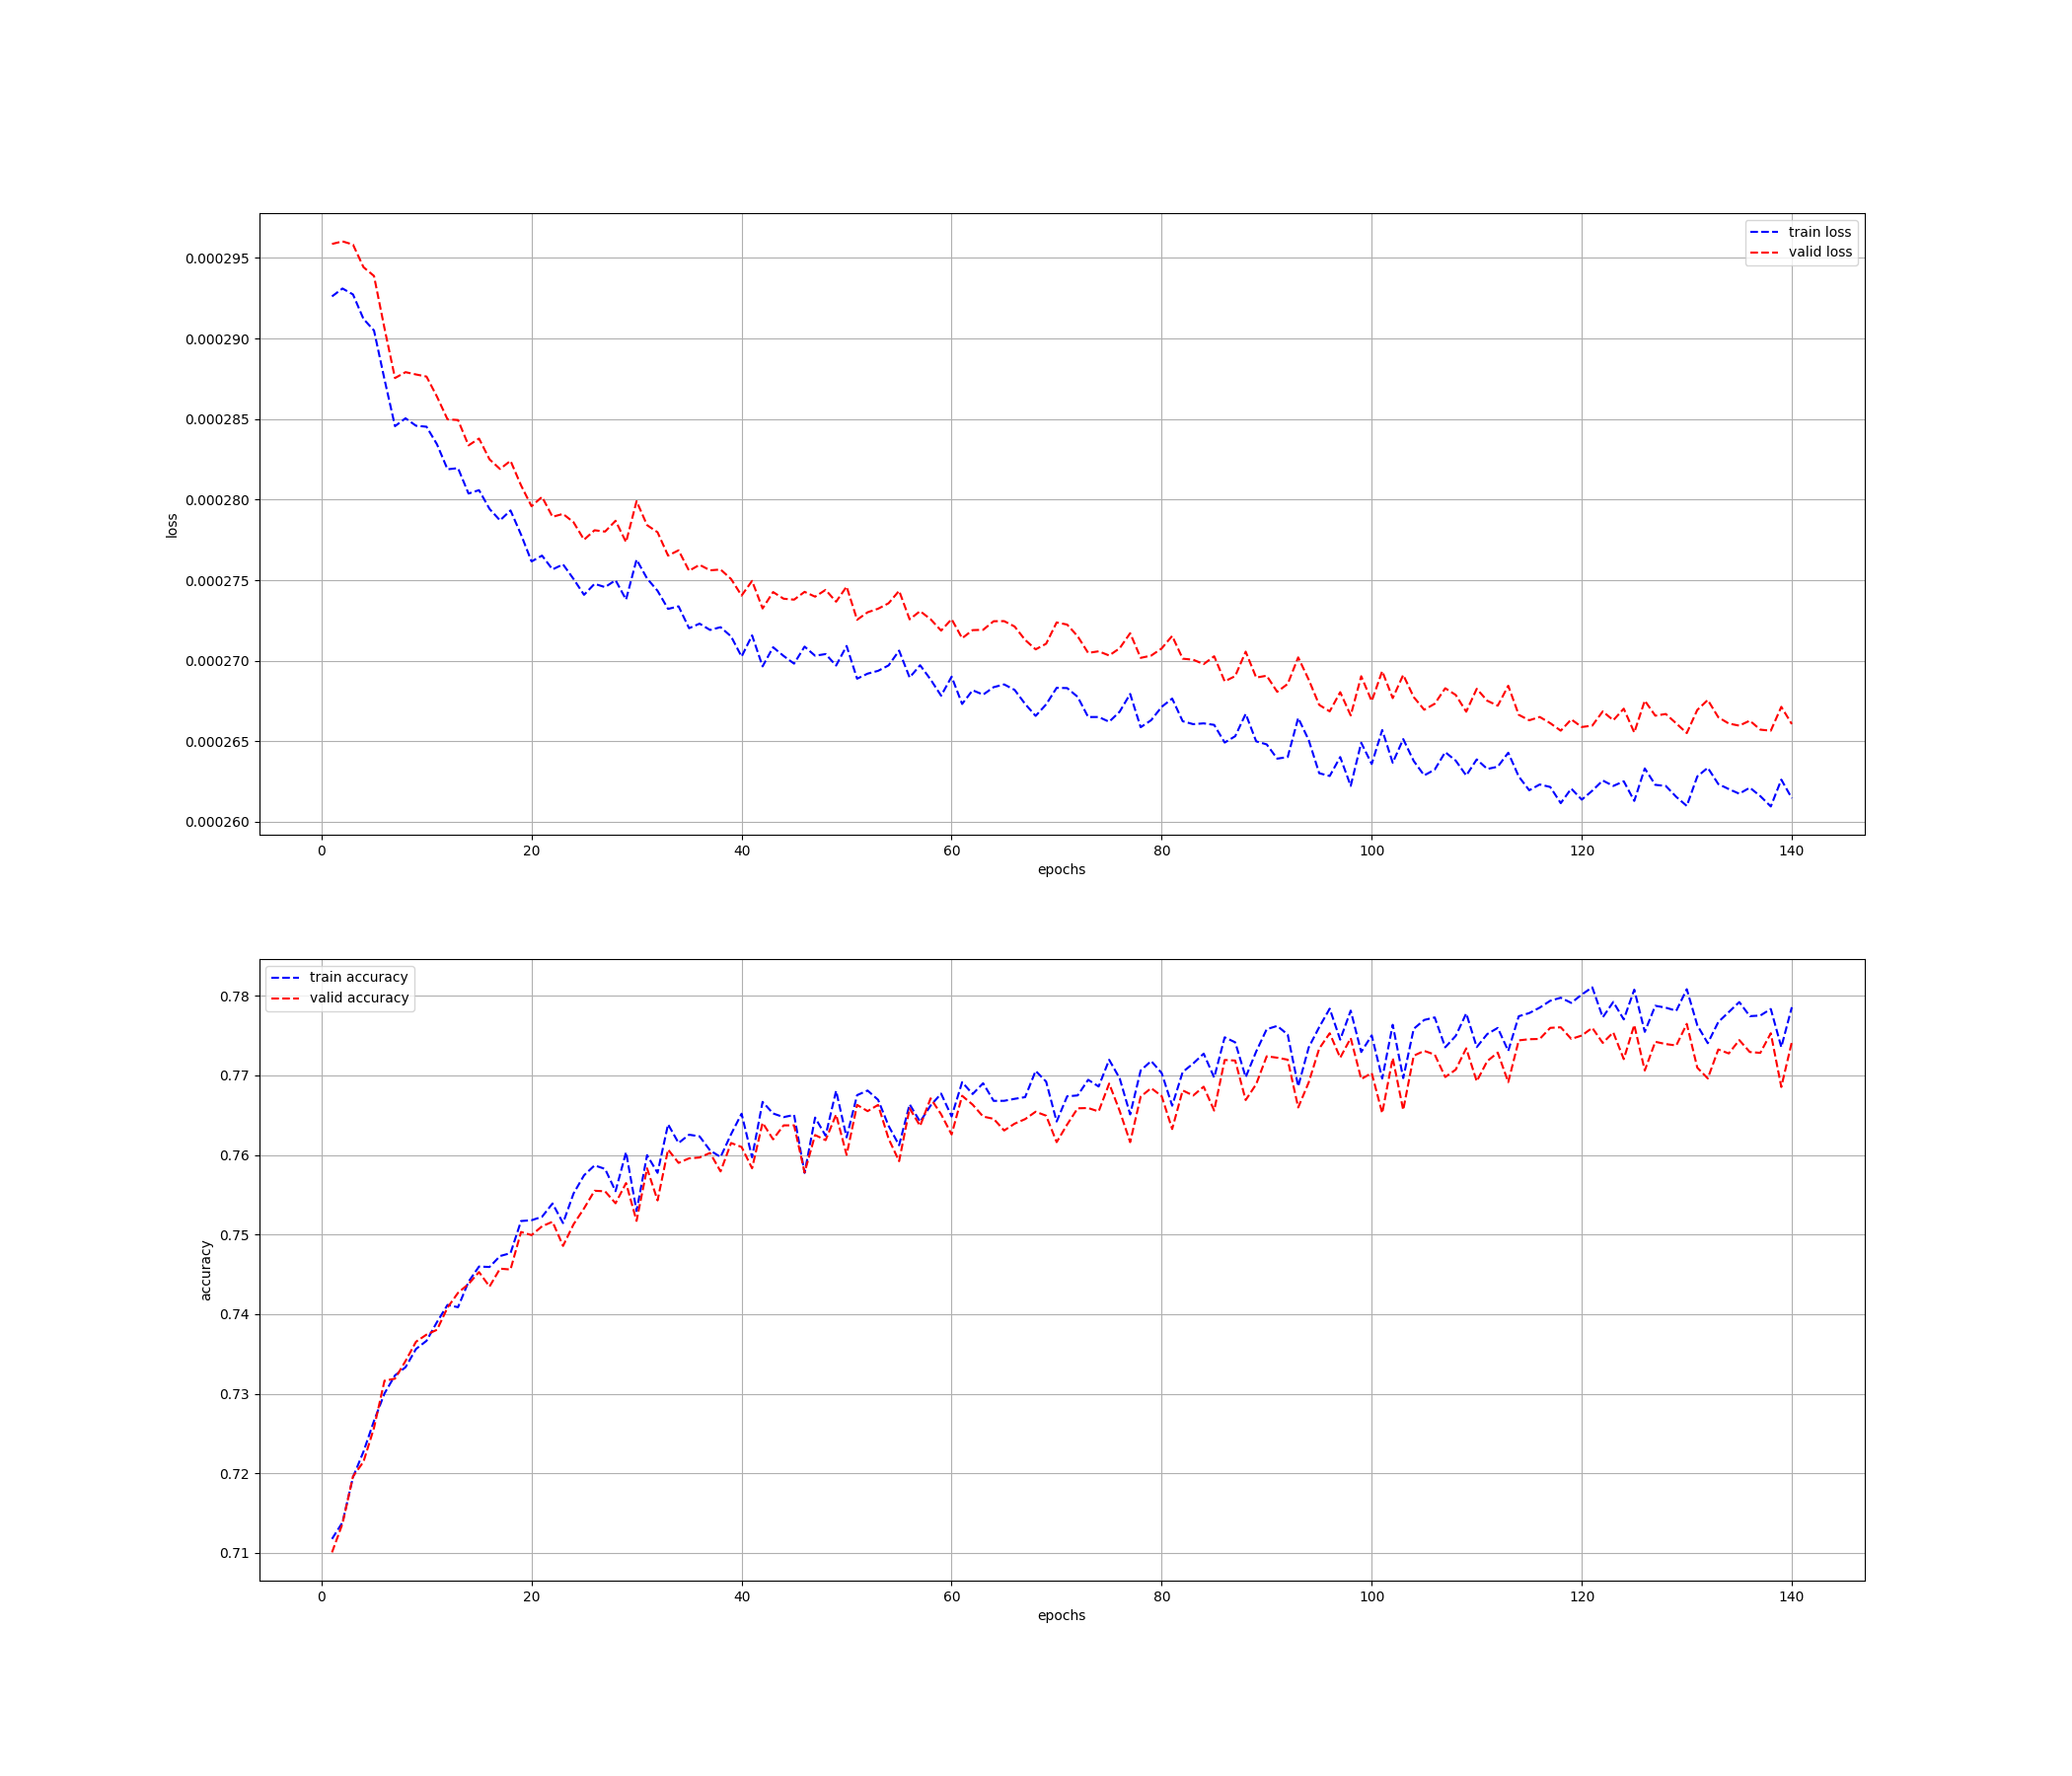 train loss
valid loss
0.000295
0.000290
0.000285
0.000280
0.000275
0.000270
0.000265
0.000260
loss
0 20 40 60 80 100 120 140
epochs
train accuracy
valid accuracy
0.78
0.77
0.76
0.75
0.74
0.73
0.72
0.71
accuracy
0 20 40 60 80 100 120 140
epochs